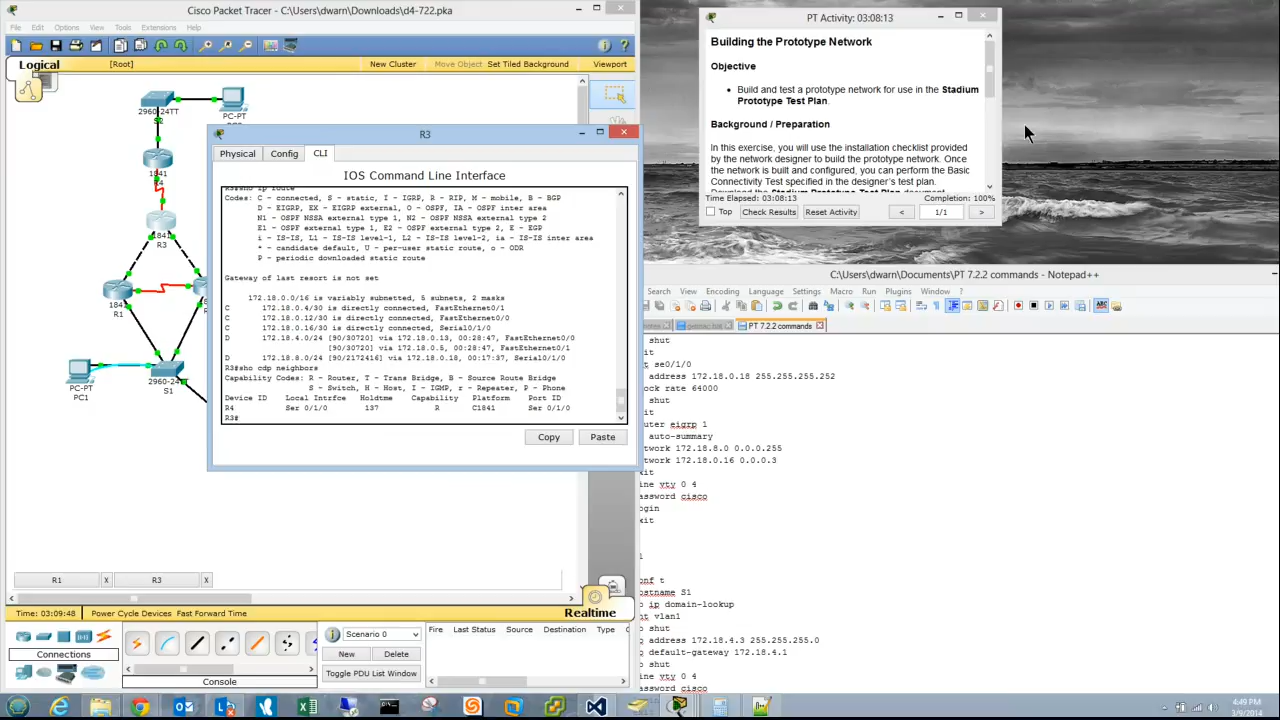 Cisco Packet Tracer - C:\Users\dwarn\Downloads\d4-722.pka
File Edit Options View Tools Extensions Help
Logical [Root] New Cluster Move Object Set Tiled Background Viewport
2960-24TT
S2
PC-PT
1841
R4
1841
R3
1841
R1
PC-PT
PC1
2960-24TT
S1
R3
Physical Config CLI
IOS Command Line Interface
R3#sho ip route
Codes: C - connected, S - static, I - IGRP, R - RIP, M - mobile, B - BGP
D - EIGRP, EX - EIGRP external, O - OSPF, IA - OSPF inter area
N1 - OSPF NSSA external type 1, N2 - OSPF NSSA external type 2
E1 - OSPF external type 1, E2 - OSPF external type 2, E - EGP
i - IS-IS, L1 - IS-IS level-1, L2 - IS-IS level-2, ia - IS-IS inter area
* - candidate default, U - per-user static route, o - ODR
P - periodic downloaded static route
Gateway of last resort is not set
172.18.0.0/16 is variably subnetted, 5 subnets, 2 masks
C 172.18.0.4/30 is directly connected, FastEthernet0/1
C 172.18.0.12/30 is directly connected, FastEthernet0/0
C 172.18.0.16/30 is directly connected, Serial0/1/0
D 172.18.4.0/24 [90/30720] via 172.18.0.13, 00:28:47, FastEthernet0/0
[90/30720] via 172.18.0.5, 00:28:47, FastEthernet0/1
D 172.18.8.0/24 [90/2172416] via 172.18.0.18, 00:17:37, Serial0/1/0
R3#sho cdp neighbors
Capability Codes: R - Router, T - Trans Bridge, B - Source Route Bridge
S - Switch, H - Host, I - IGMP, r - Repeater, P - Phone
Device ID Local Intrfce Holdtme Capability Platform Port ID
R4 Ser 0/1/0 137 R C1841 Ser 0/1/0
R3#
Copy Paste
R1 X R3 X
Time: 03:09:48 Power Cycle Devices Fast Forward Time Realtime
Connections
Console
Scenario 0
New Delete
Toggle PDU List Window
Fire Last Status Source Destination Type
PT Activity: 03:08:13
Building the Prototype Network
Objective
• Build and test a prototype network for use in the Stadium
Prototype Test Plan.
Background / Preparation
In this exercise, you will use the installation checklist provided
by the network designer to build the prototype network. Once
the network is built and configured, you can perform the Basic
Connectivity Test specified in the designer's test plan.
Download the Stadium Prototype Test Plan document
Time Elapsed: 03:08:13 Completion: 100%
Top Check Results Reset Activity < 1/1 >
C:\Users\dwarn\Documents\PT 7.2.2 commands - Notepad++
Search View Encoding Language Settings Macro Run Plugins Window ?
PT 7.2.2 commands
shut
it
t se0/1/0
address 172.18.0.18 255.255.255.252
ock rate 64000
shut
it
uter eigrp 1
auto-summary
twork 172.18.8.0 0.0.0.255
twork 172.18.0.16 0.0.0.3
xit
ine vty 0 4
assword cisco
ogin
xit
onf t
ostname S1
o ip domain-lookup
nt vlan1
o shut
address 172.18.4.3 255.255.255.0
default-gateway 172.18.4.1
o shut
ine vty 0 4
assword cisco
4:49 PM
3/9/2014